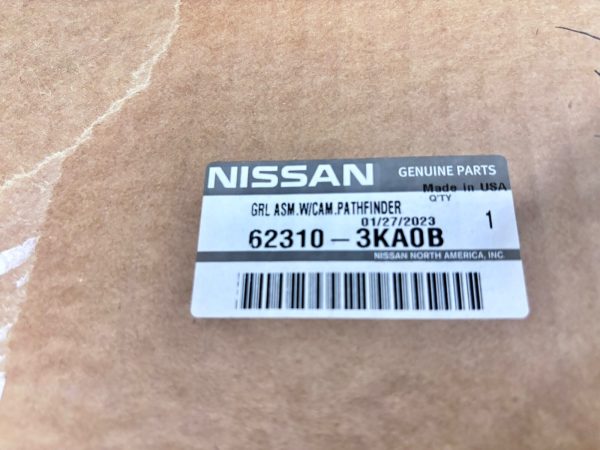 NISSAN GENUINE PARTS
Made in USA
Q'TY
GRL ASM.W/CAM.PATHFINDER
1
01/27/2023
62310-3KA0B
NISSAN NORTH AMERICA, INC.